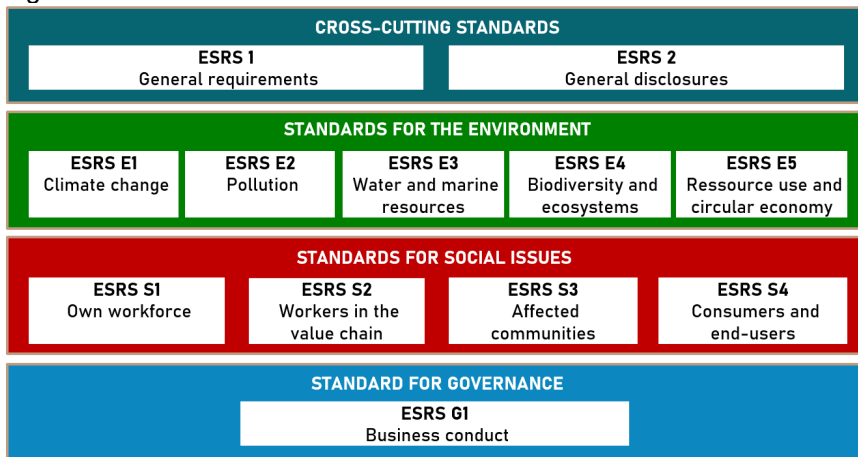 CROSS-CUTTING STANDARDS
ESRS 1
General requirements
ESRS 2
General disclosures
STANDARDS FOR THE ENVIRONMENT
ESRS E1
Climate change
ESRS E2
Pollution
ESRS E3
Water and marine
resources
ESRS E4
Biodiversity and
ecosystems
ESRS E5
Ressource use and
circular economy
STANDARDS FOR SOCIAL ISSUES
ESRS S1
Own workforce
ESRS S2
Workers in the
value chain
ESRS S3
Affected
communities
ESRS S4
Consumers and
end-users
STANDARD FOR GOVERNANCE
ESRS G1
Business conduct